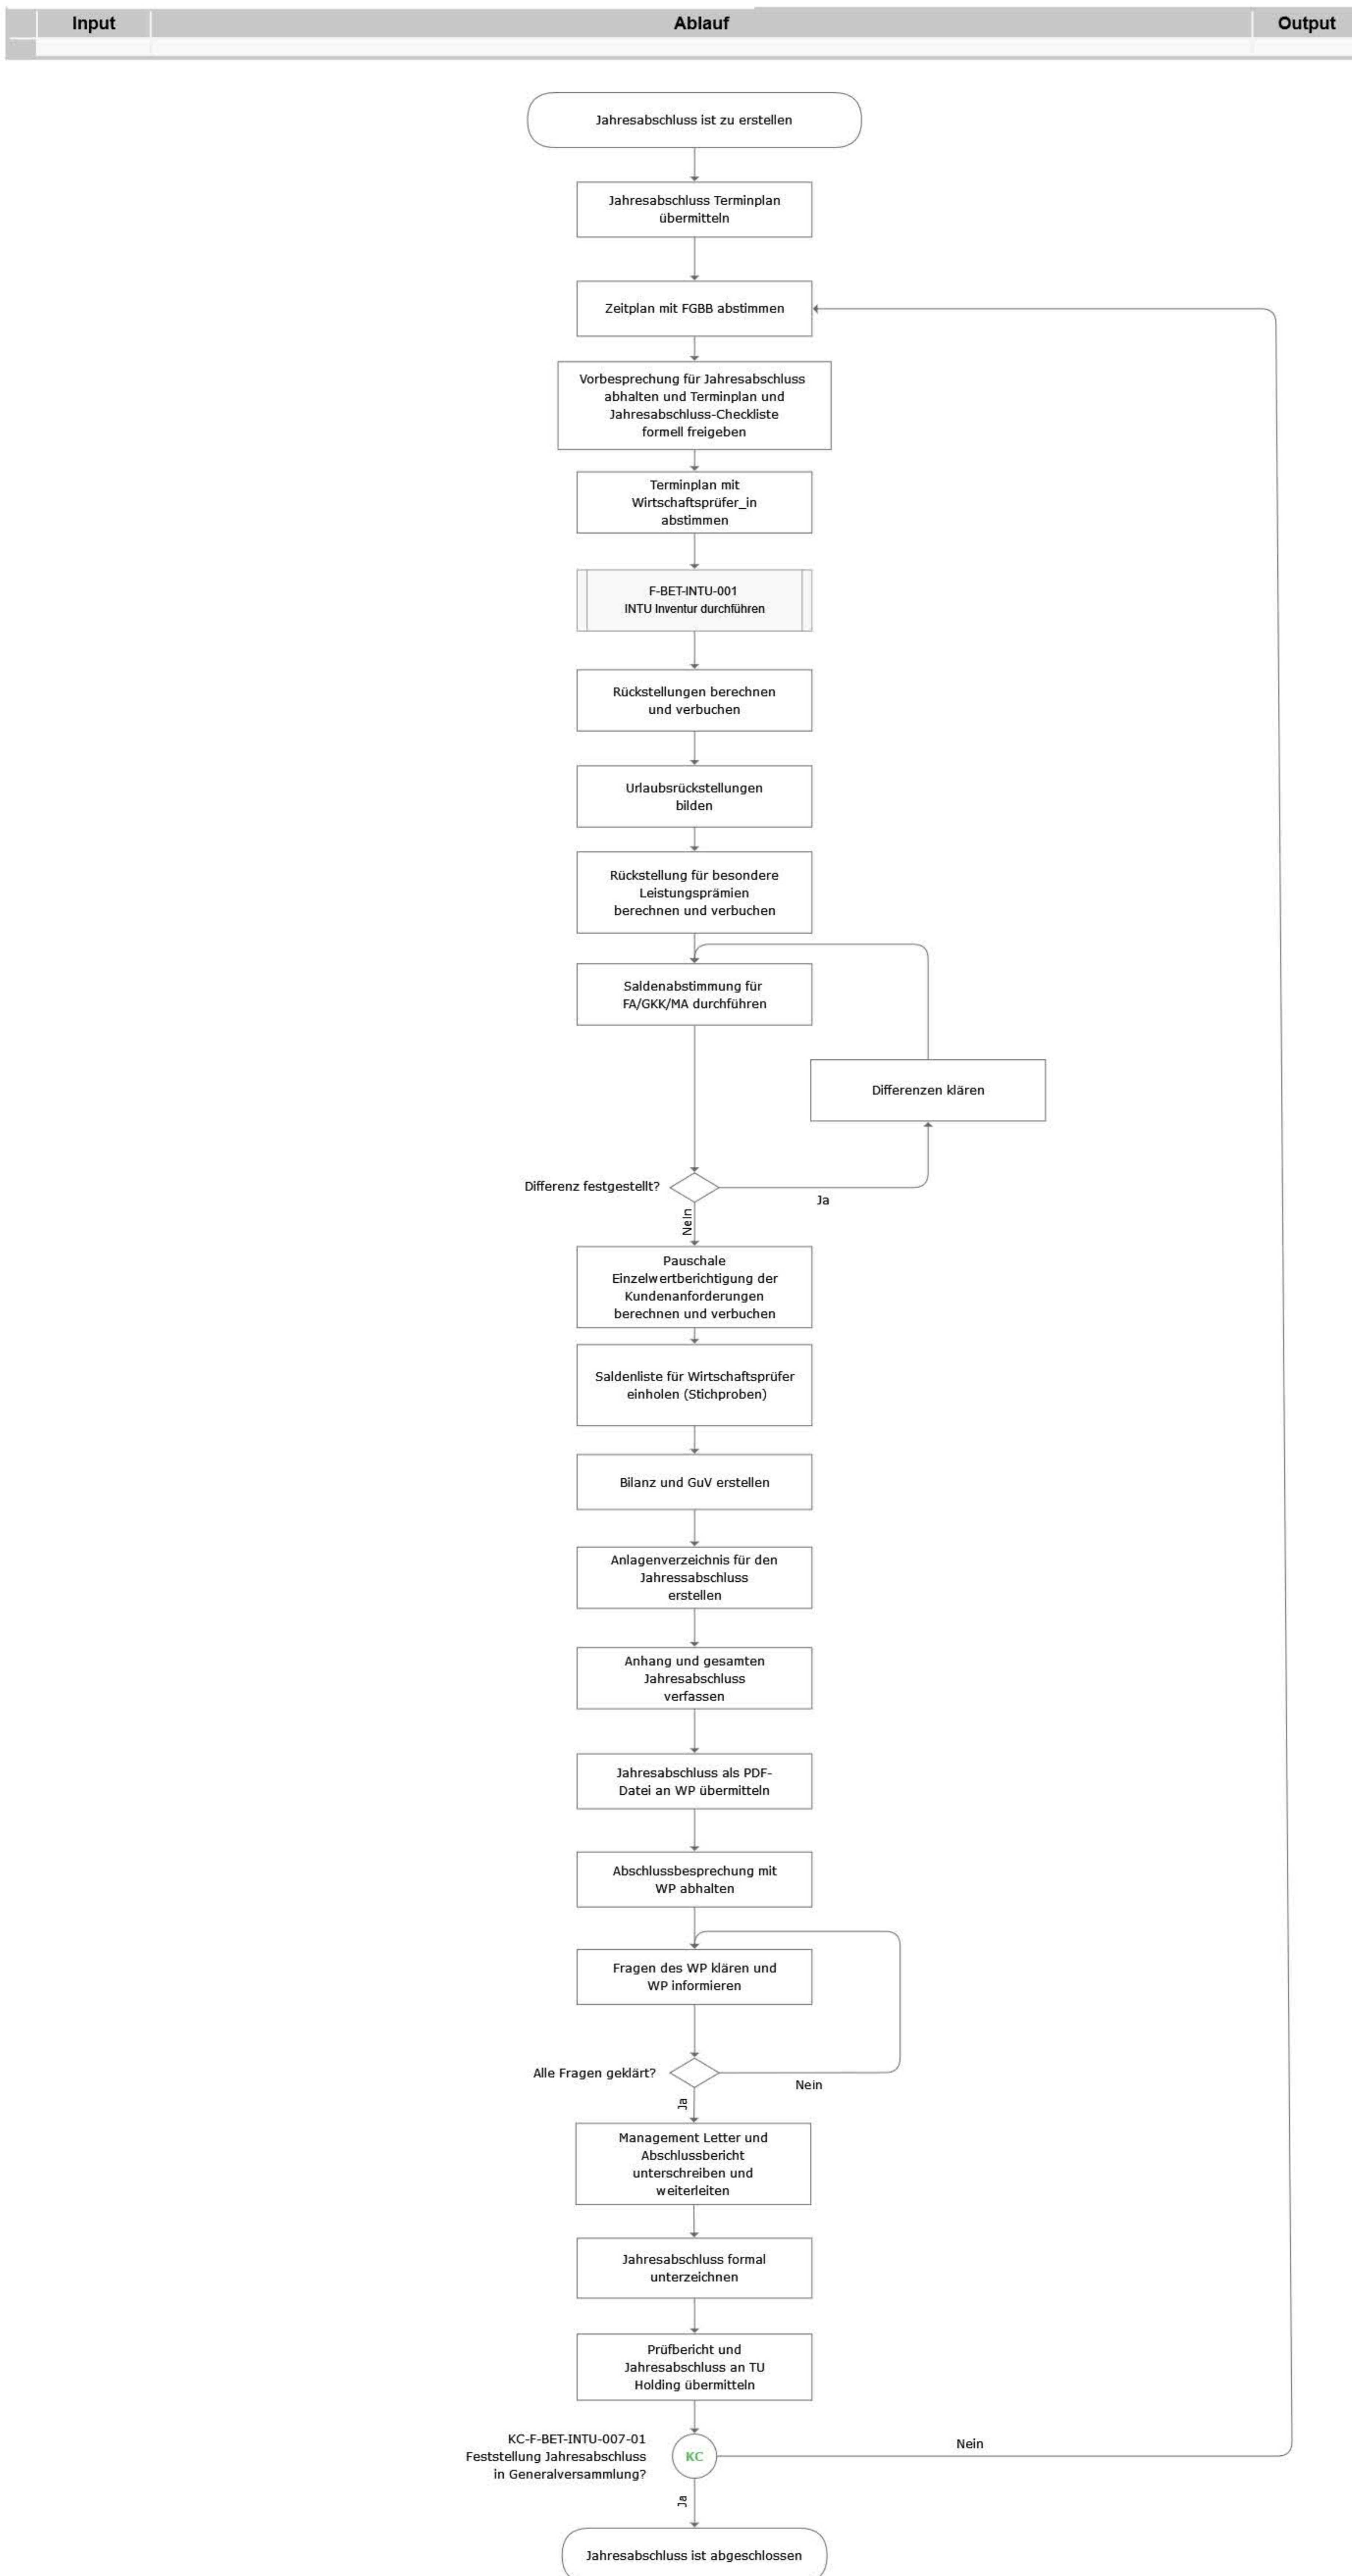 Input
Ablauf
Output
Jahresabschluss ist zu erstellen
Jahresabschluss Terminplan
übermitteln
Zeitplan mit FGBB abstimmen
Vorbesprechung für Jahresabschluss
abhalten und Terminplan und
Jahresabschluss-Checkliste
formell freigeben
Terminplan mit
Wirtschaftsprüfer_in
abstimmen
F-BET-INTU-001
INTU Inventur durchführen
Rückstellungen berechnen
und verbuchen
Urlaubsrückstellungen
bilden
Rückstellung für besondere
Leistungsprämien
berechnen und verbuchen
Saldenabstimmung für
FA/GKK/MA durchführen
Differenzen klären
Differenz festgestellt?
Ja
Nein
Pauschale
Einzelwertberichtigung der
Kundenanforderungen
berechnen und verbuchen
Saldenliste für Wirtschaftsprüfer
einholen (Stichproben)
Bilanz und GuV erstellen
Anlagenverzeichnis für den
Jahressabschluss
erstellen
Anhang und gesamten
Jahresabschluss
verfassen
Jahresabschluss als PDF-
Datei an WP übermitteln
Abschlussbesprechung mit
WP abhalten
Fragen des WP klären und
WP informieren
Alle Fragen geklärt?
Nein
Ja
Management Letter und
Abschlussbericht
unterschreiben und
weiterleiten
Jahresabschluss formal
unterzeichnen
Prüfbericht und
Jahresabschluss an TU
Holding übermitteln
KC-F-BET-INTU-007-01
Feststellung Jahresabschluss
in Generalversammlung?
KC
Nein
Ja
Jahresabschluss ist abgeschlossen